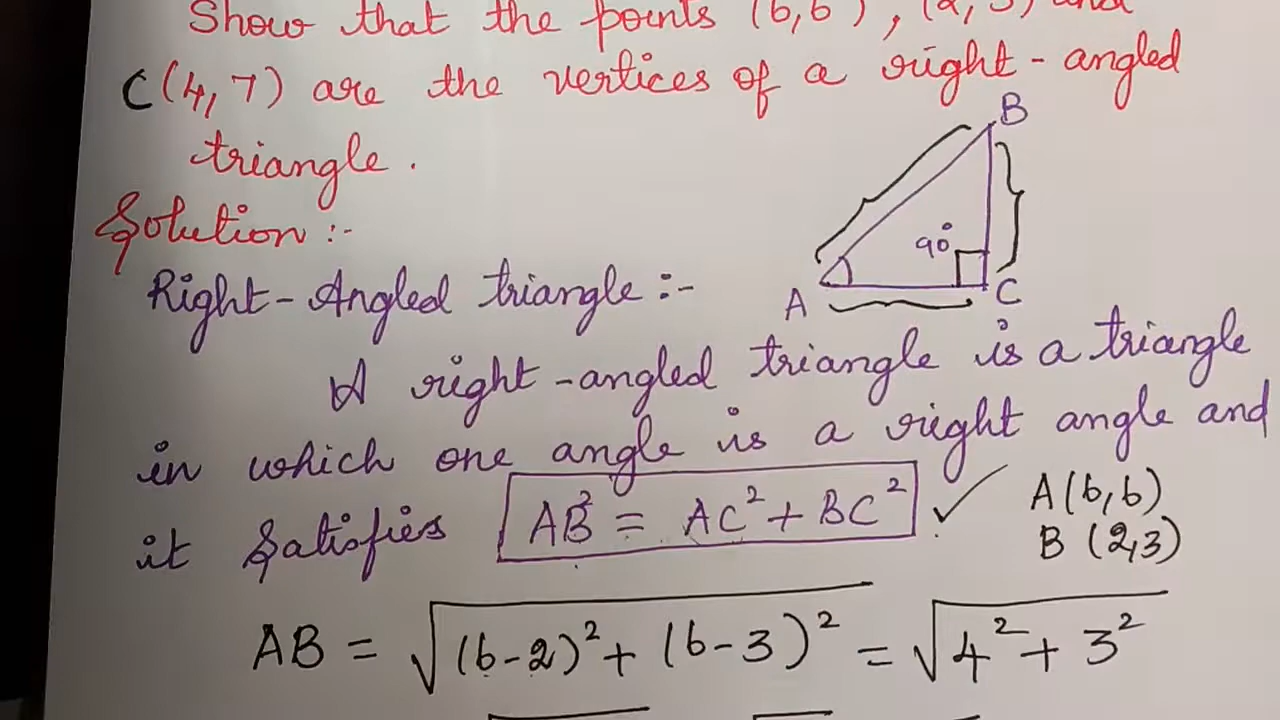 Show that the points (6,6), (2,3) and
C(4,7) are the vertices of a right-angled
triangle.
Solution :-
B
90°
A
C
Right-Angled triangle :-
A right-angled triangle is a triangle
in which one angle is a right angle and
it satisfies AB² = AC² + BC² ✓
A(6,6)
B (2,3)
AB = √(6-2)² + (6-3)² = √4² + 3²